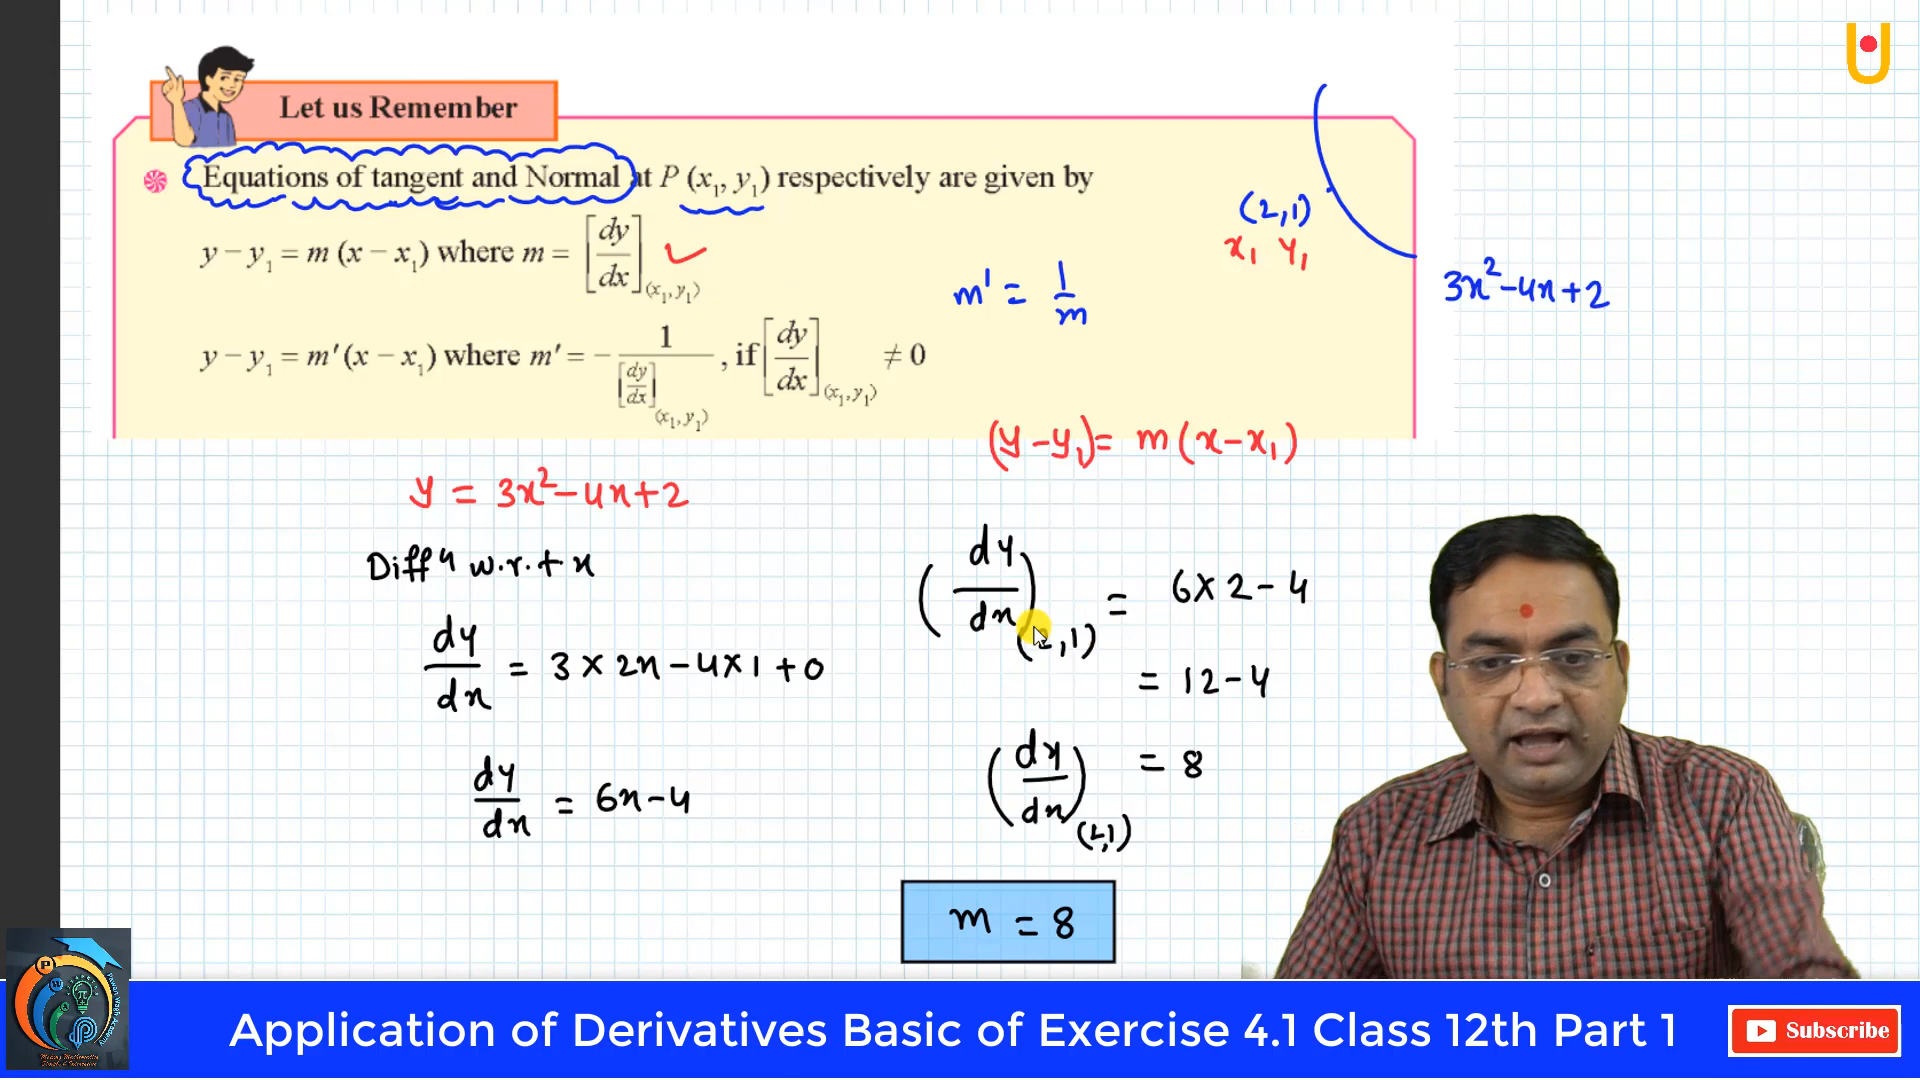 Let us Remember
Equations of tangent and Normal at P (x₁, y₁) respectively are given by
y − y₁ = m (x − x₁) where m = [dy/dx](x₁, y₁)
y − y₁ = m′ (x − x₁) where m′ = − 1/[dy/dx](x₁, y₁) , if [dy/dx](x₁, y₁) ≠ 0
(2,1)
x₁ y₁
3x²-4x+2
m' = 1/m
(y-y₁) = m(x-x₁)
y = 3x²-4x+2
Diff y w.r.t x
dy/dx = 3 × 2x - 4×1 + 0
dy/dx = 6x-4
(dy/dx)(2,1) = 6×2-4
= 12-4
(dy/dx)(2,1) = 8
m = 8
Application of Derivatives Basic of Exercise 4.1 Class 12th Part 1
Subscribe